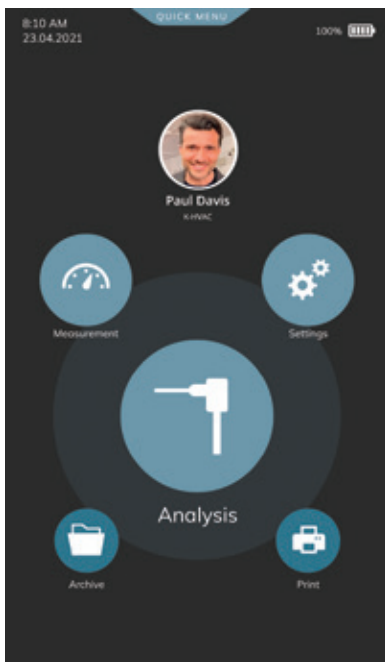 QUICK MENU
8:10 AM
100%
23.04.2021
Paul Davis
K-HVAC
Measurement
Settings
Analysis
Archive
Print